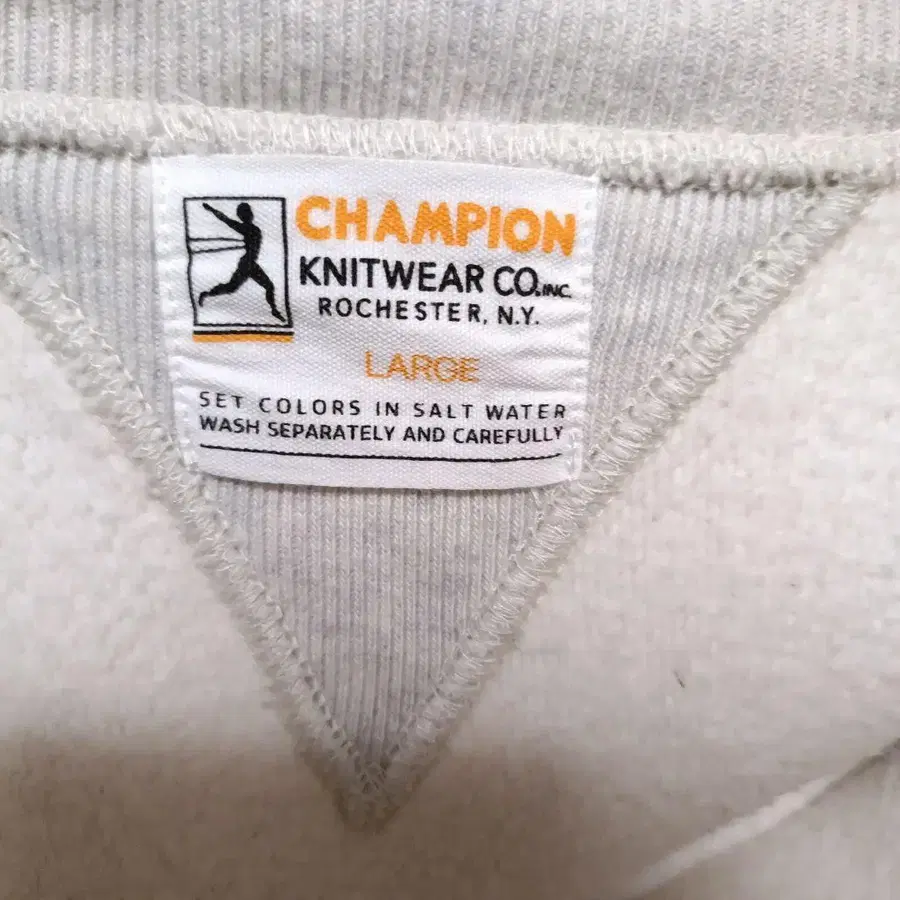 CHAMPION
KNITWEAR CO.INC.
ROCHESTER, N.Y.
LARGE
SET COLORS IN SALT WATER
WASH SEPARATELY AND CAREFULLY